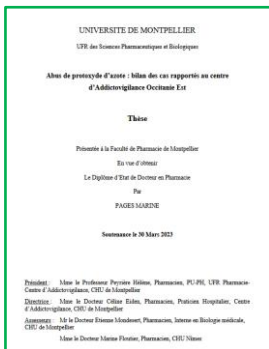 UNIVERSITE DE MONTPELLIER
UFR des Sciences Pharmaceutiques et Biologiques
Abus de protoxyde d'azote : bilan des cas rapportés au centre
d'Addictovigilance Occitanie Est
Thèse
Présentée à la Faculté de Pharmacie de Montpellier
En vue d'obtenir
Le Diplôme d'Etat de Docteur en Pharmacie
Par
PAGES MARINE
Soutenance le 30 Mars 2023
Président : Mme le Professeur Peyrière Hélène, Pharmacien, PU-PH, UFR Pharmacie-
Centre d'Addictovigilance, CHU de Montpellier
Directrice : Mme le Docteur Céline Eiden, Pharmacien, Praticien Hospitalier, Centre
d'Addictovigilance, CHU de Montpellier
Assesseurs : Mr le Docteur Etienne Mondesert, Pharmacien, Interne en Biologie médicale,
CHU de Montpellier
Mme le Docteur Marine Floutier, Pharmacien, CHU Nîmes